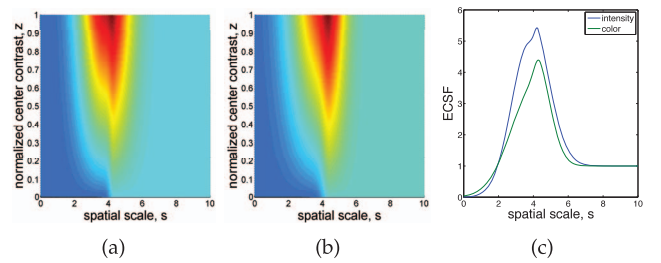 normalized center contrast, z
1
0.9
0.8
0.7
0.6
0.5
0.4
0.3
0.2
0.1
0
0 2 4 6 8 10
spatial scale, s
(a)
normalized center contrast, z
1
0.9
0.8
0.7
0.6
0.5
0.4
0.3
0.2
0.1
0
0 2 4 6 8 10
spatial scale, s
(b)
ECSF
6
5
4
3
2
1
0
intensity
color
0 2 4 6 8 10
spatial scale, s
(c)